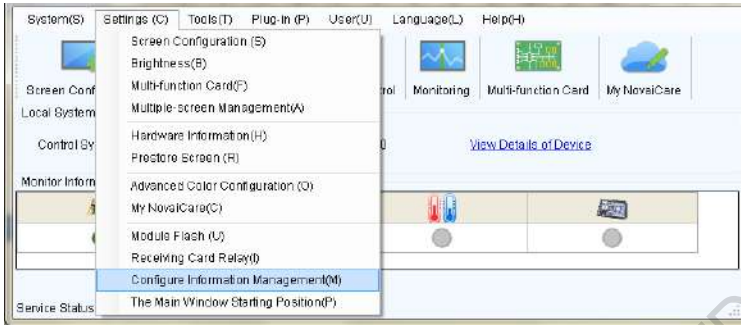 System(S) Settings (C) Tools(T) Plug-in (P) User(U) Language(L) Help(H)
Screen Configuration (S)
Brightness(B)
Multi-function Card(F)
Multiple-screen Management(A)
Hardware Information(H)
Prestore Screen (R)
Advanced Color Configuration (O)
My NovaiCare(C)
Module Flash (U)
Receiving Card Relay(I)
Configure Information Management(M)
The Main Window Starting Position(P)
Screen Conf rol Monitoring Multi-function Card My NovaiCare
Local System
Control Sy 0 View Details of Device
Monitor Inform
Service Status